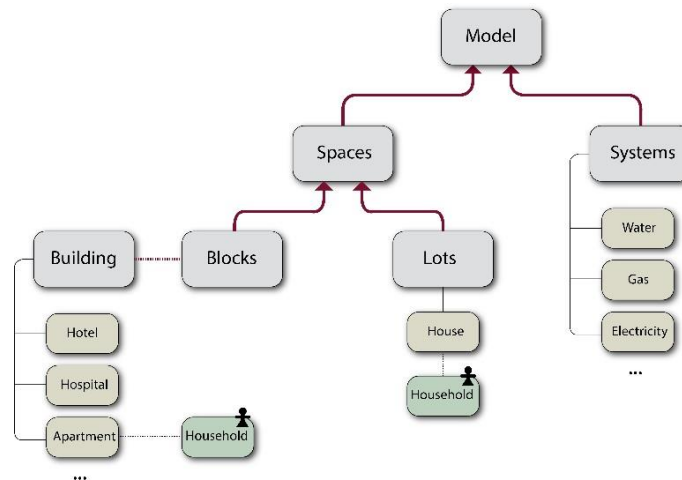 Model
Spaces
Systems
Building
Blocks
Lots
Water
Gas
Electricity
...
Hotel
Hospital
Apartment
...
Household
House
Household